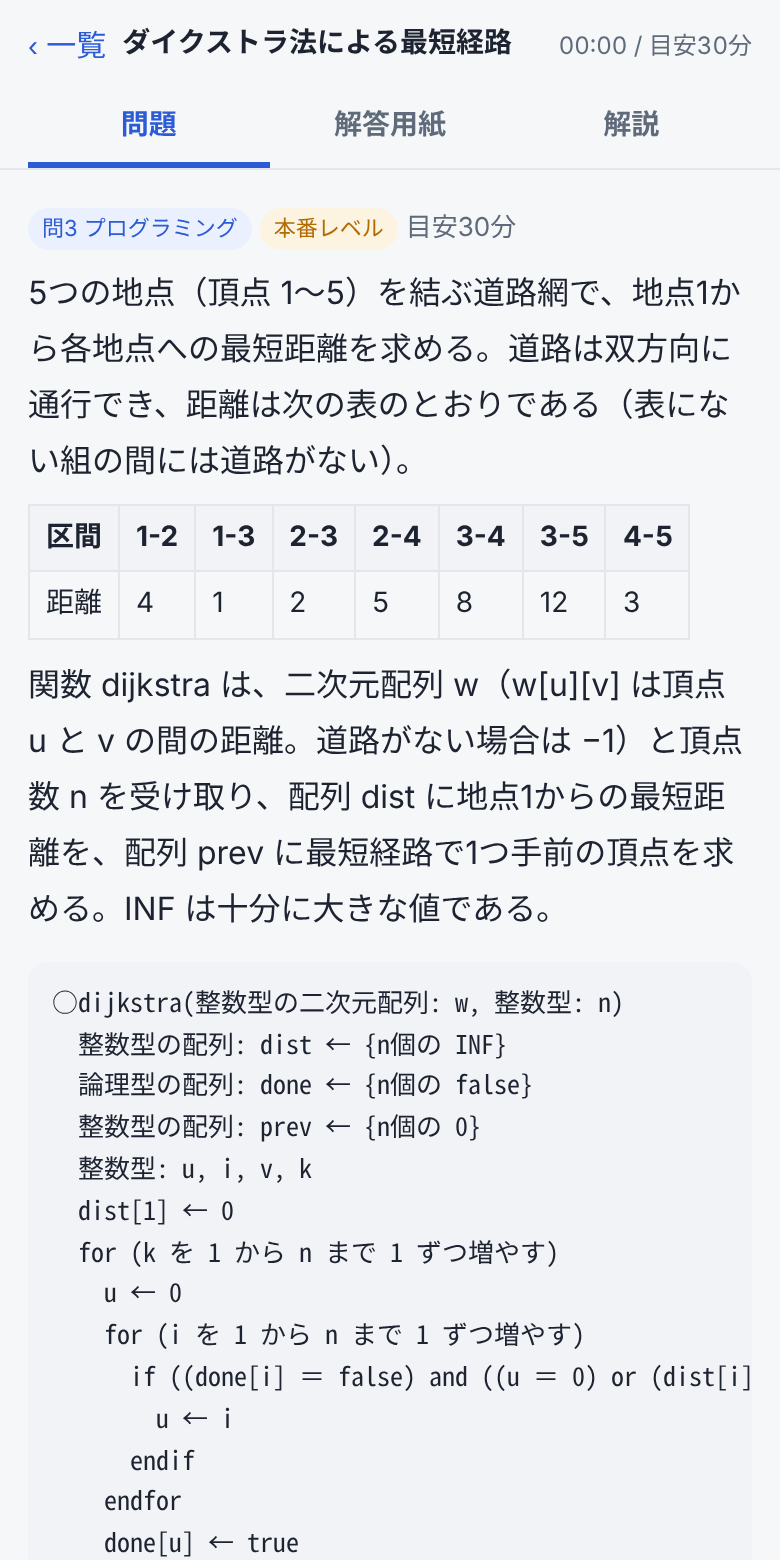 ‹ 一覧 ダイクストラ法による最短経路 00:00 / 目安30分
問題 解答用紙 解説
問3 プログラミング 本番レベル 目安30分
5つの地点（頂点 1〜5）を結ぶ道路網で、地点1か
ら各地点への最短距離を求める。道路は双方向に
通行でき、距離は次の表のとおりである（表にな
い組の間には道路がない）。
区間 1-2 1-3 2-3 2-4 3-4 3-5 4-5
距離 4 1 2 5 8 12 3
関数 dijkstra は、二次元配列 w（w[u][v] は頂点
u と v の間の距離。道路がない場合は −1）と頂点
数 n を受け取り、配列 dist に地点1からの最短距
離を、配列 prev に最短経路で1つ手前の頂点を求
める。INF は十分に大きな値である。
○dijkstra(整数型の二次元配列: w, 整数型: n)
整数型の配列: dist ← {n個の INF}
論理型の配列: done ← {n個の false}
整数型の配列: prev ← {n個の 0}
整数型: u, i, v, k
dist[1] ← 0
for (k を 1 から n まで 1 ずつ増やす)
u ← 0
for (i を 1 から n まで 1 ずつ増やす)
if ((done[i] ＝ false) and ((u ＝ 0) or (dist[i]
u ← i
endif
endfor
done[u] ← true